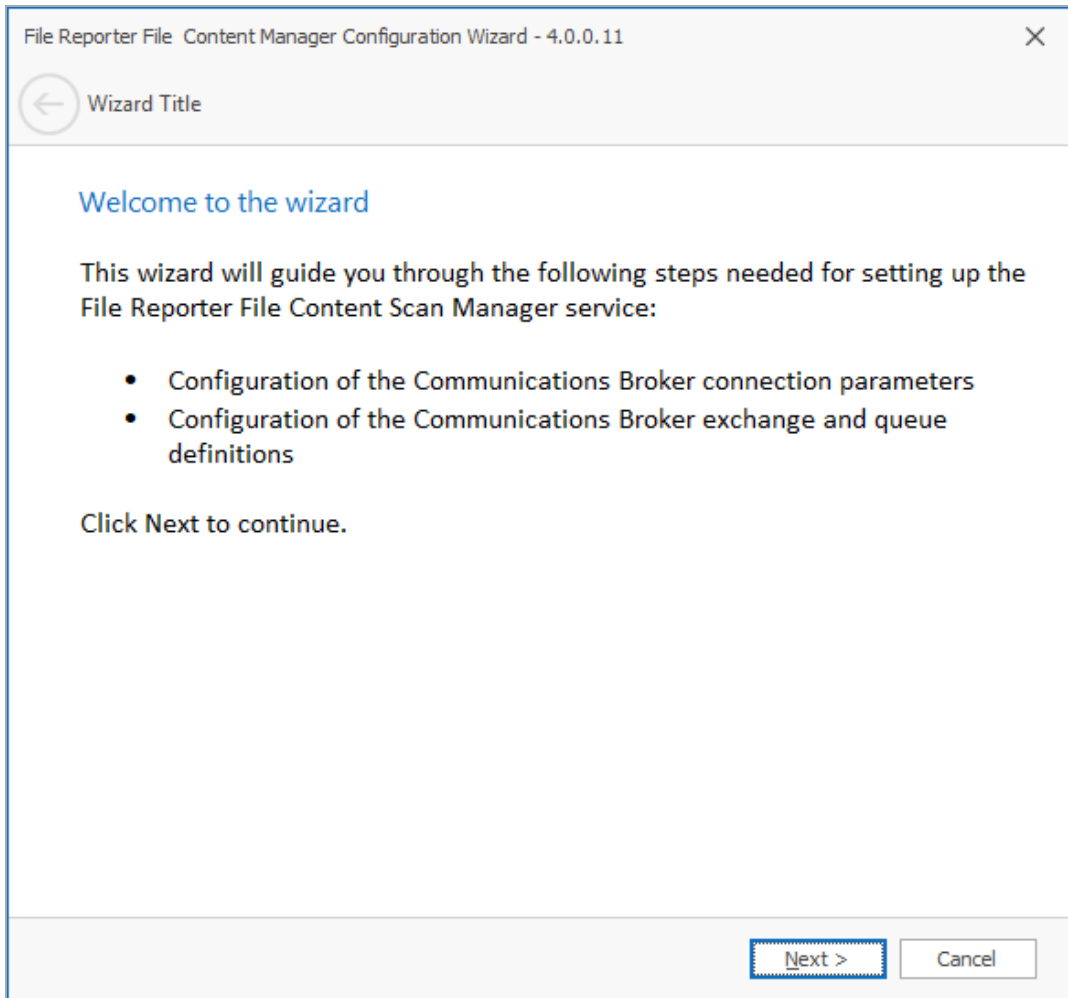 File Reporter File  Content Manager Configuration Wizard - 4.0.0.11
Wizard Title
Welcome to the wizard
This wizard will guide you through the following steps needed for setting up the
File Reporter File Content Scan Manager service:
• Configuration of the Communications Broker connection parameters
• Configuration of the Communications Broker exchange and queue
definitions
Click Next to continue.
Next >
Cancel